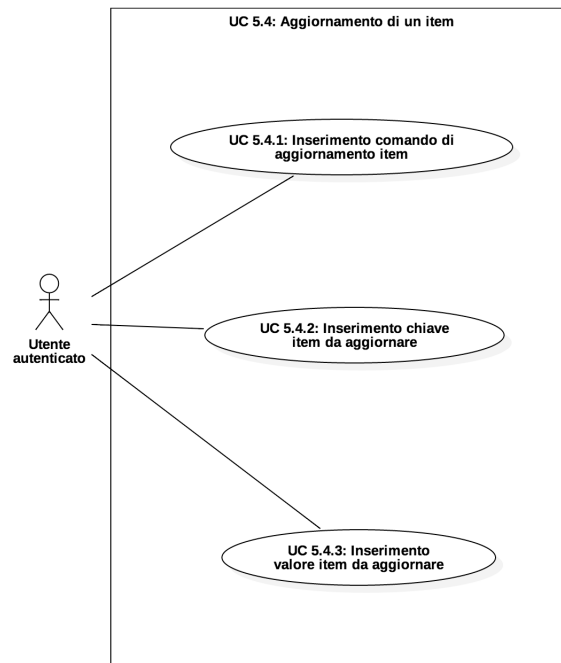 UC 5.4: Aggiornamento di un item
UC 5.4.1: Inserimento comando di
aggiornamento item
UC 5.4.2: Inserimento chiave
item da aggiornare
Utente
autenticato
UC 5.4.3: Inserimento
valore item da aggiornare